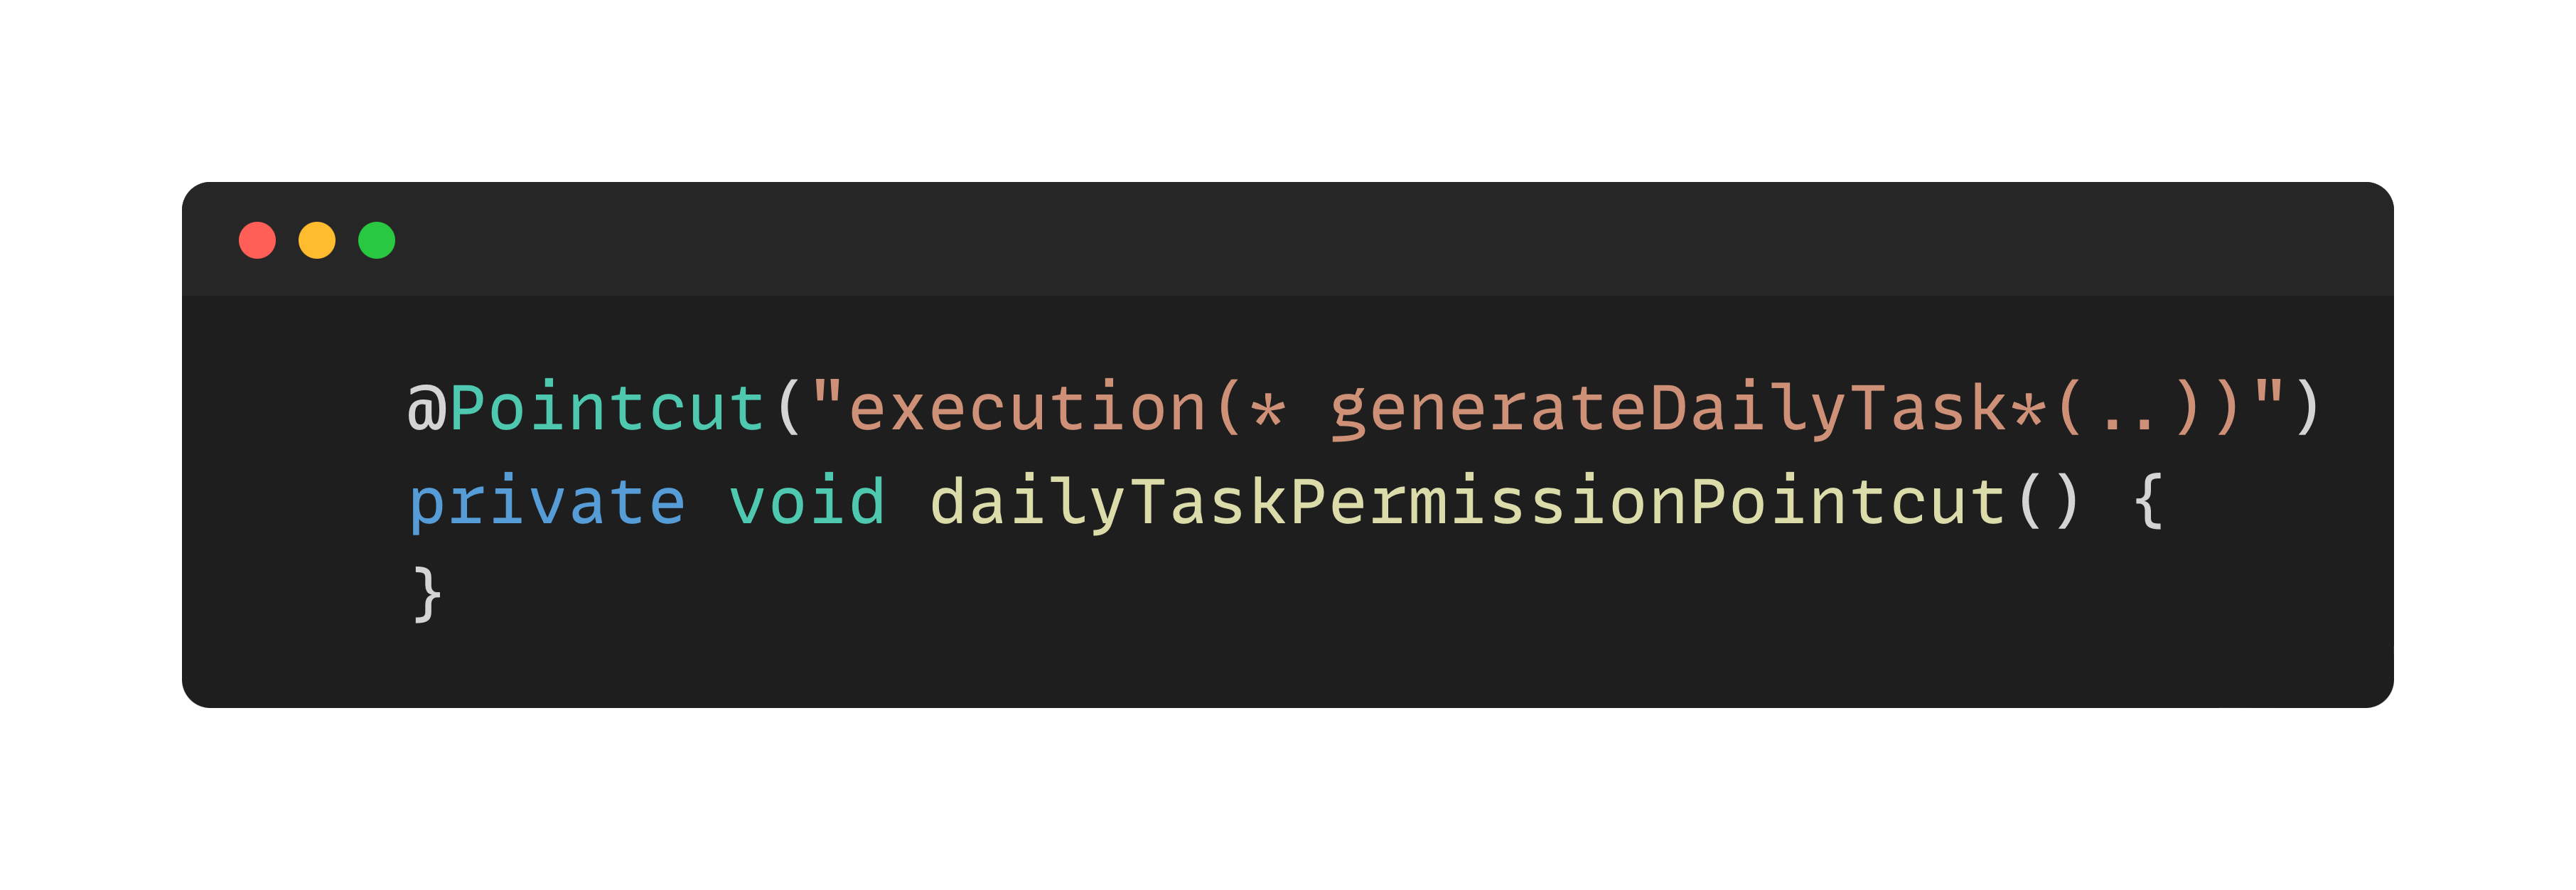 @Pointcut("execution(* generateDailyTask*(..))")
private void dailyTaskPermissionPointcut() {
}